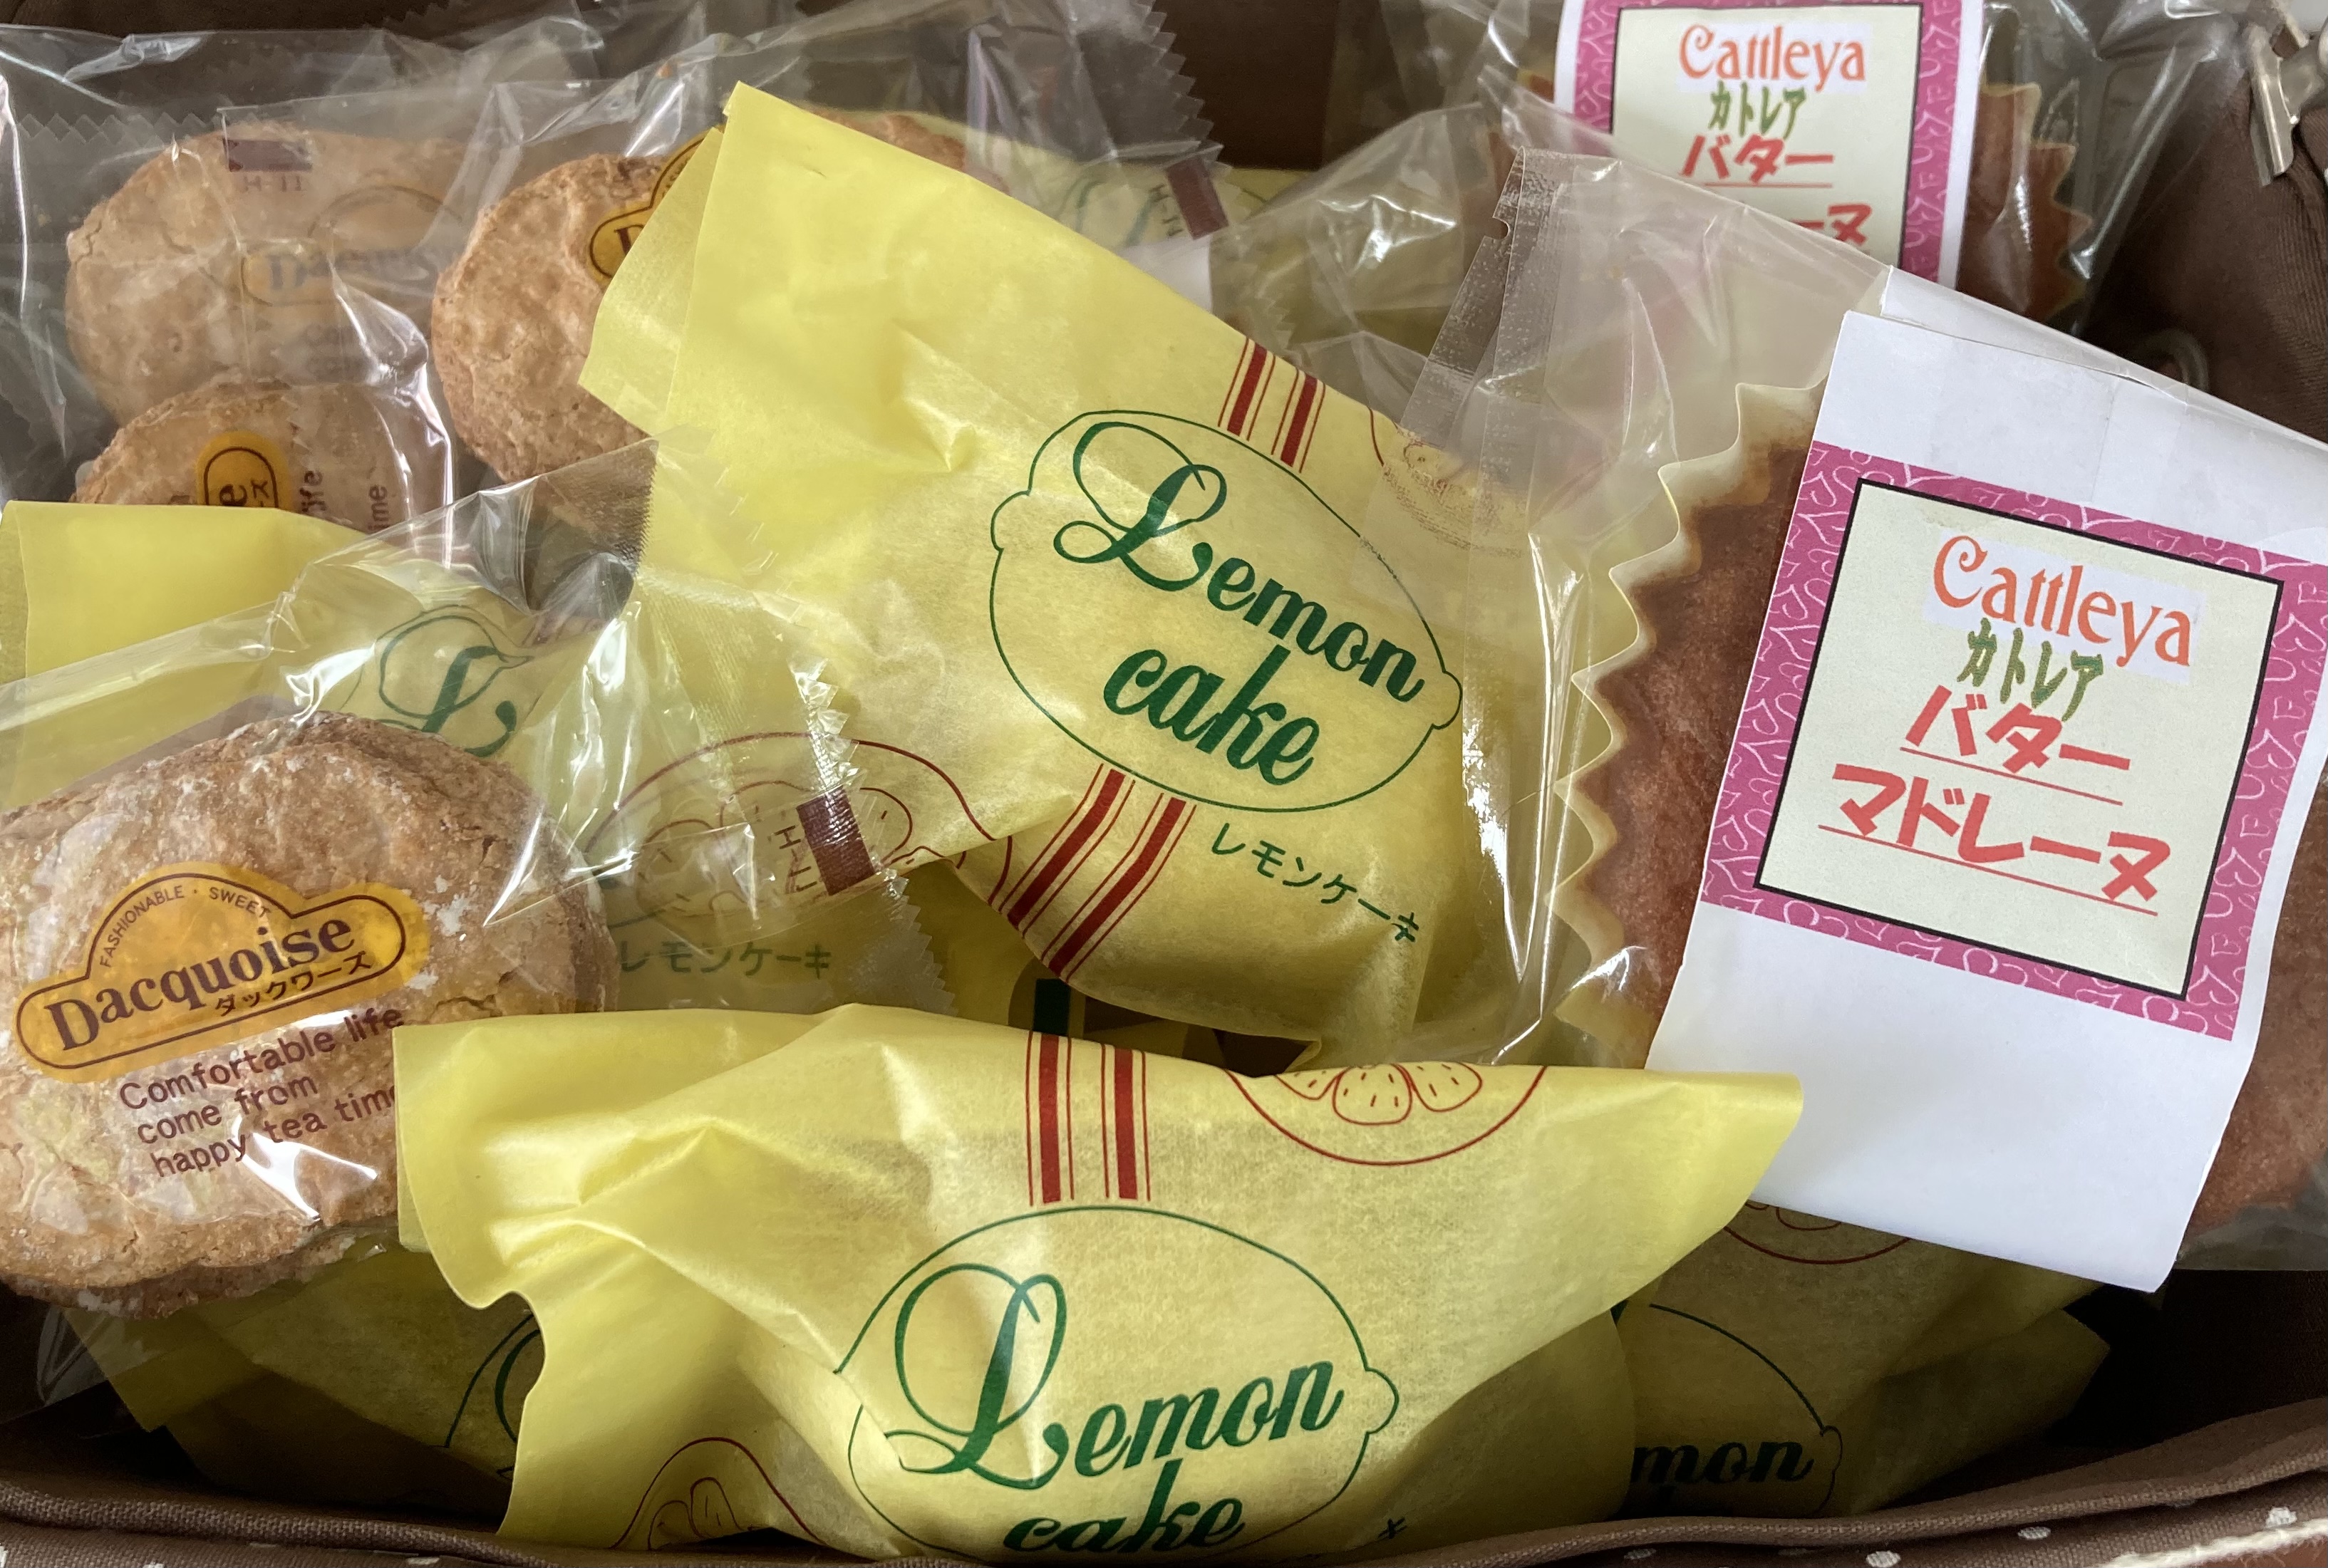 Cattleya
カトレア
バター
H-11
Lemon
cake
レモンケーキ
Cattleya
カトレア
バター
マドレーヌ
レモンケーキ
FASHIONABLE・SWEET
Dacquoise
ダックワーズ
Comfortable life
come from
happy tea time
Lemon
cake